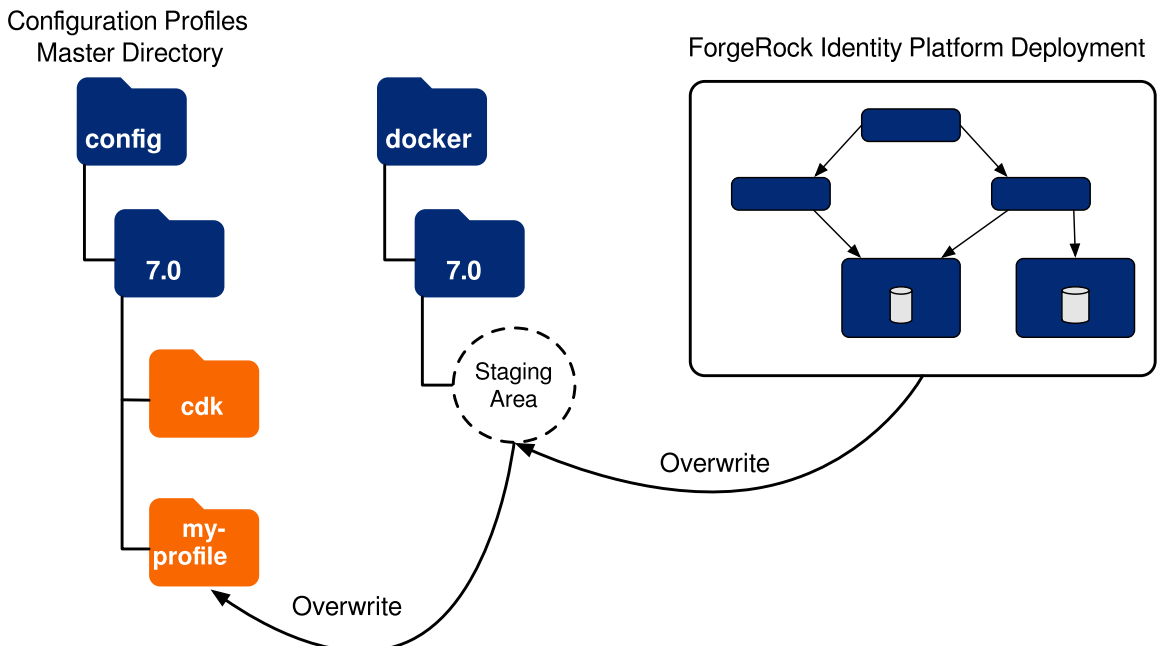 Configuration Profiles
Master Directory
ForgeRock Identity Platform Deployment
config
docker
7.0
7.0
Staging
Area
cdk
Overwrite
my-
profile
Overwrite